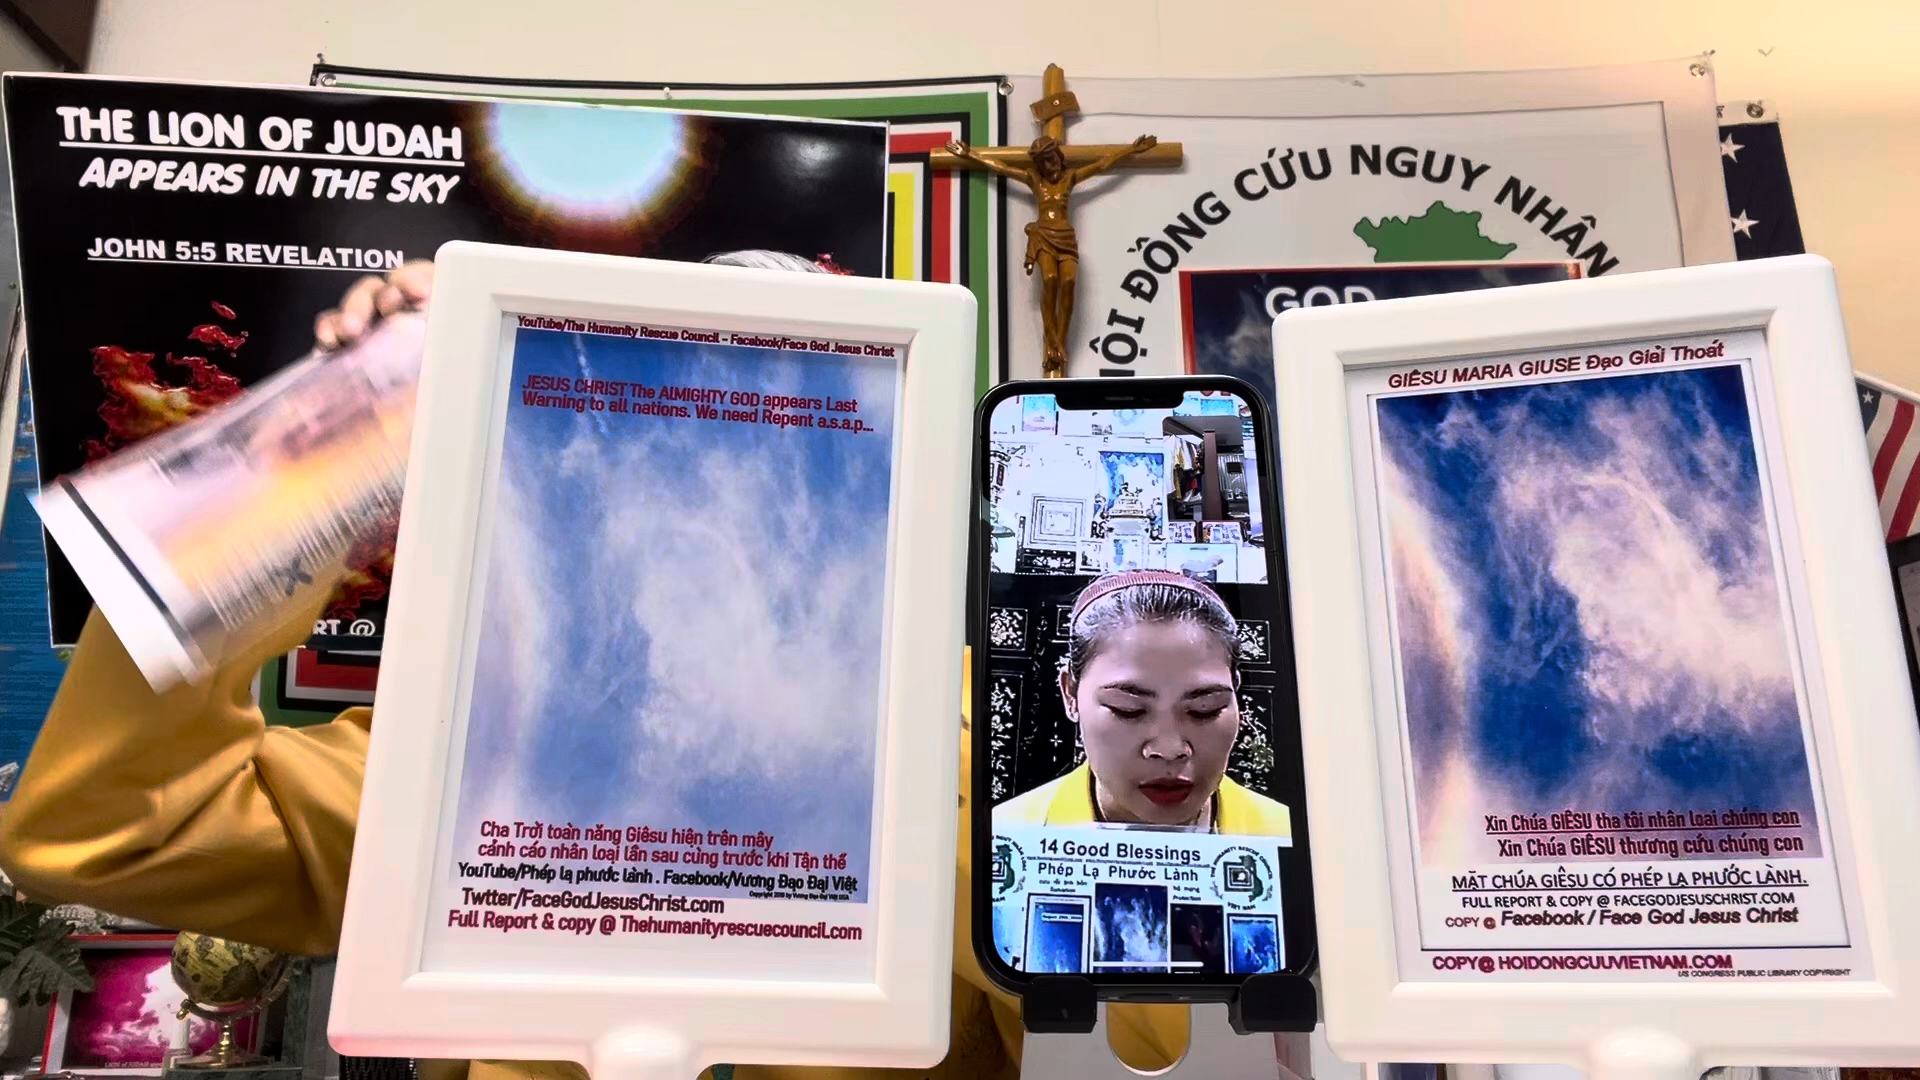 THE LION OF JUDAH
APPEARS IN THE SKY
JOHN 5:5 REVELATION
RT @
HỘI ĐỒNG CỨU NGUY NHÂN
GOD
YouTube/The Humanity Rescue Council - Facebook/Face God Jesus Christ
JESUS CHRIST The ALMIGHTY GOD appears Last
Warning to all nations. We need Repent a.s.a.p...
Cha Trời toàn năng Giêsu hiện trên mây
cảnh cáo nhân loại lần sau cùng trước khi Tận thế
YouTube/Phép lạ phước lành . Facebook/Vương Đạo Đại Việt
Twtter/FaceGodJesusChrist.com
Full Report & copy @ Thehumanityrescuecouncil.com
14 Good Blessings
Phép Lạ Phước Lành
VIỆT NAM
GIÊSU MARIA GIUSE Đạo Giải Thoát
Xin Chúa GIÊSU tha tôi nhân loại chúng con
Xin Chúa GIÊSU thương cứu chúng con
MẶT CHÚA GIÊSU CÓ PHÉP LẠ PHƯỚC LÀNH.
FULL REPORT & COPY @ FACEGODJESUSCHRIST.COM
COPY @ Facebook / Face God Jesus Christ
COPY@ HOIDONGCUUVIETNAM.COM
US CONGRESS PUBLIC LIBRARY COPYRIGHT